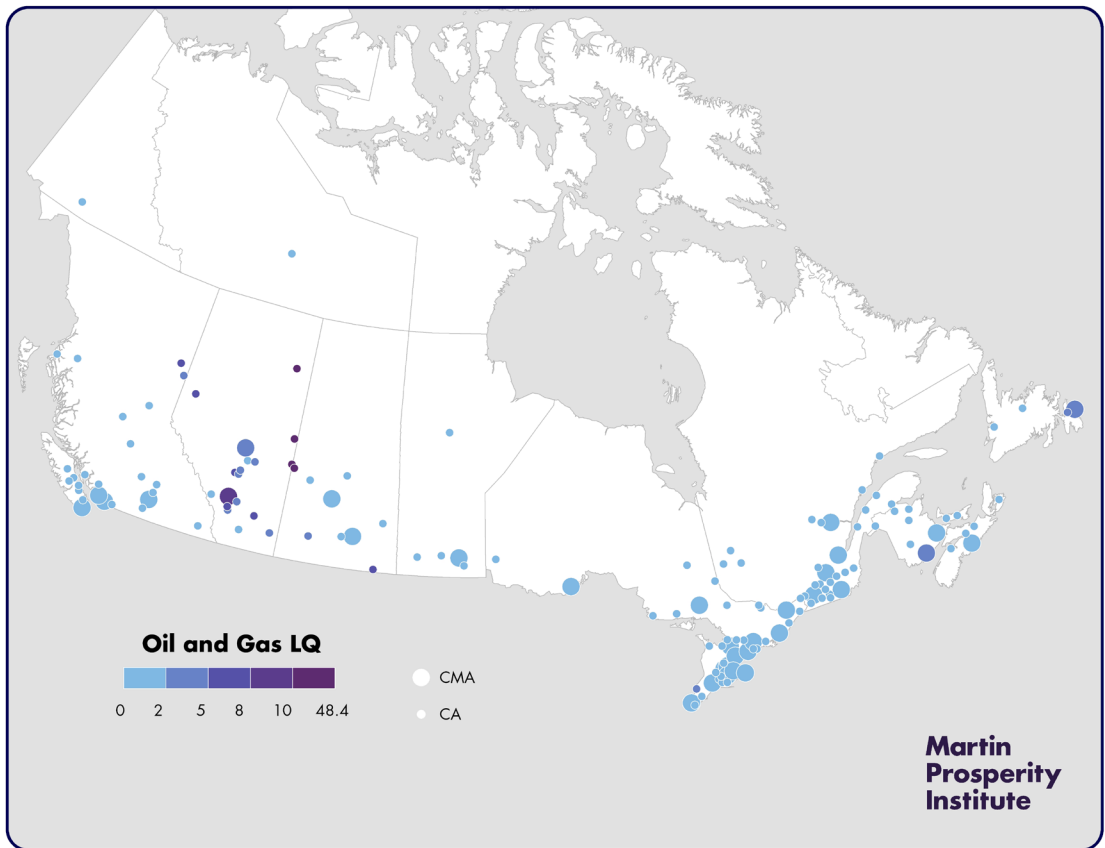 Oil and Gas LQ
0 2 5 8 10 48.4
CMA
CA
Martin
Prosperity
Institute